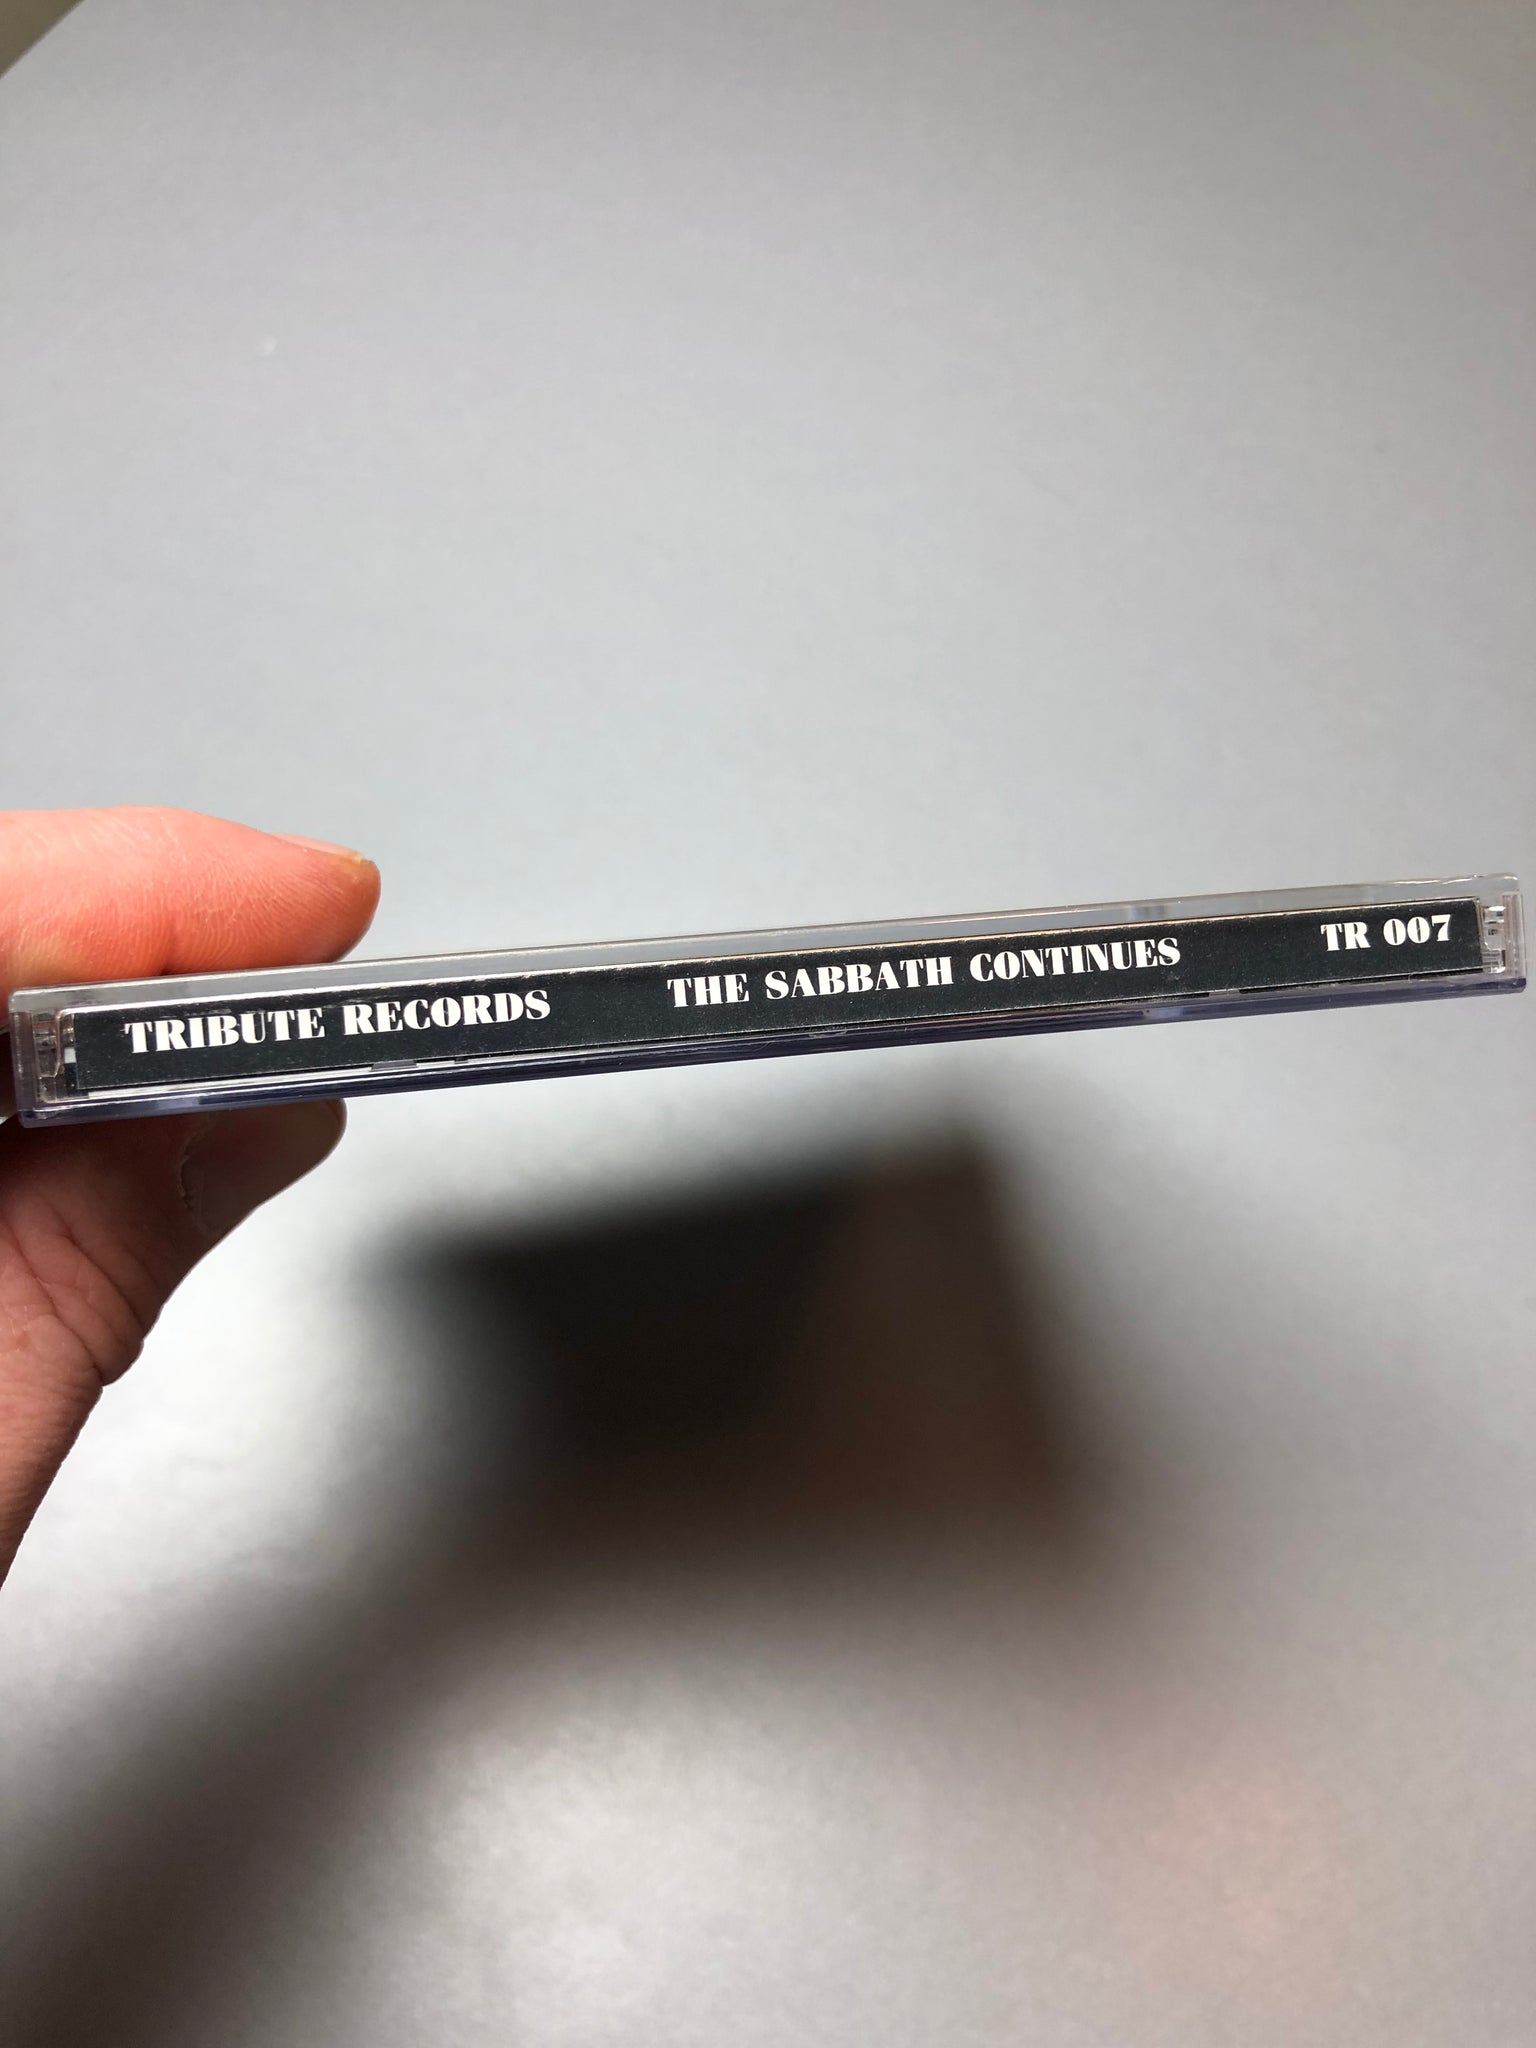 TRIBUTE RECORDS THE SABBATH CONTINUES TR 007